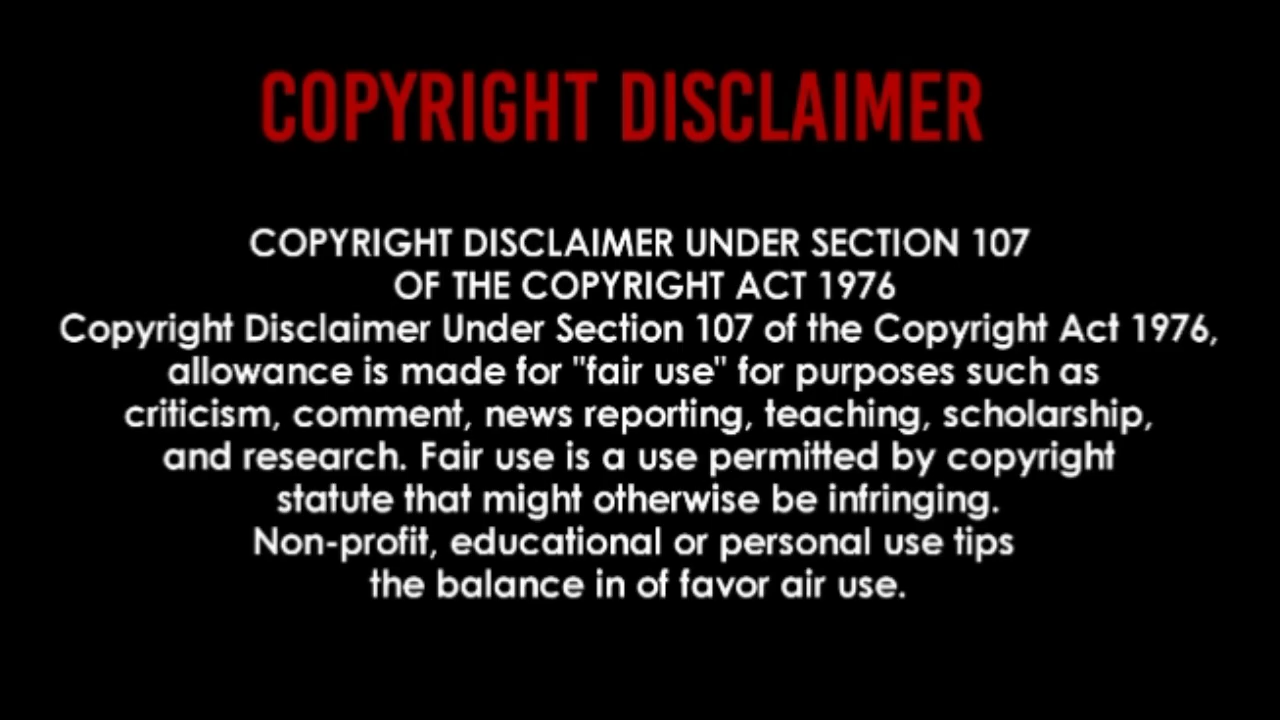 COPYRIGHT DISCLAIMER
COPYRIGHT DISCLAIMER UNDER SECTION 107
OF THE COPYRIGHT ACT 1976
Copyright Disclaimer Under Section 107 of the Copyright Act 1976,
allowance is made for "fair use" for purposes such as
criticism, comment, news reporting, teaching, scholarship,
and research. Fair use is a use permitted by copyright
statute that might otherwise be infringing.
Non-profit, educational or personal use tips
the balance in of favor air use.